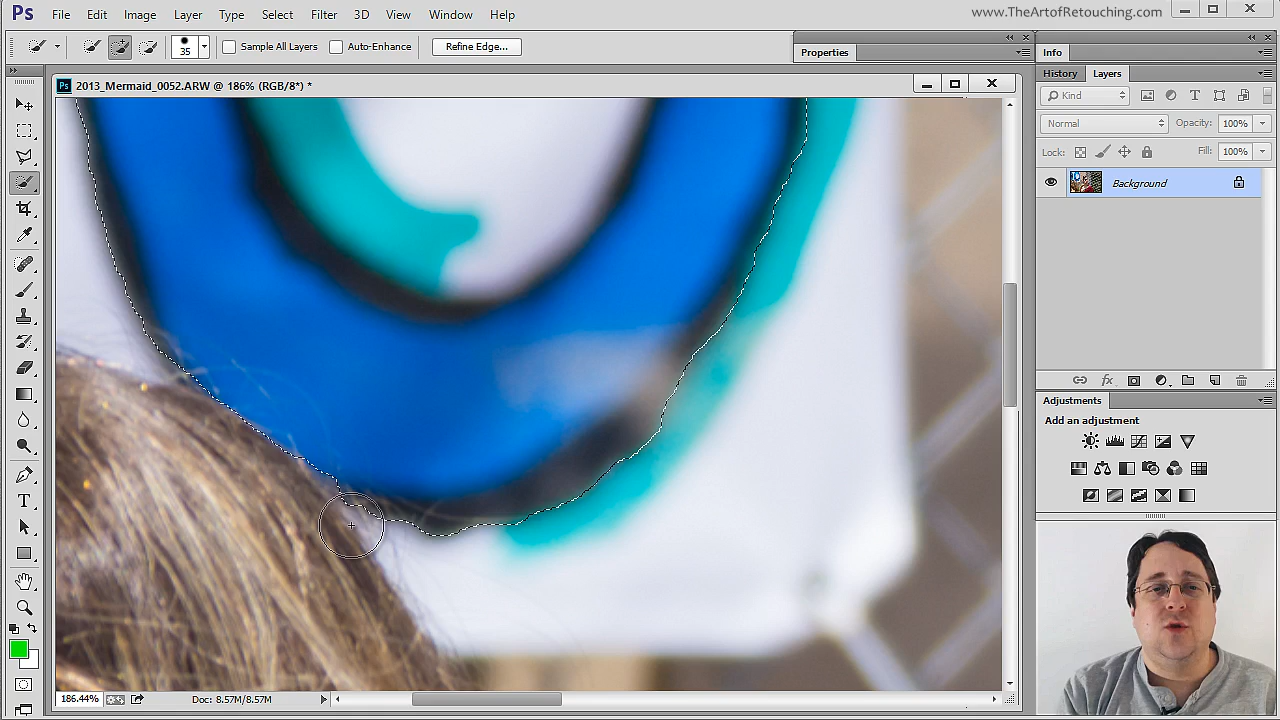 Ps File Edit Image Layer Type Select Filter 3D View Window Help www.TheArtofRetouching.com
35 Sample All Layers Auto-Enhance Refine Edge...
Properties
Info
2013_Mermaid_0052.ARW @ 186% (RGB/8*) *
History Layers
Kind
Normal Opacity: 100%
Lock: Fill: 100%
Background
Adjustments
Add an adjustment
186.44% Doc: 8.57M/8.57M